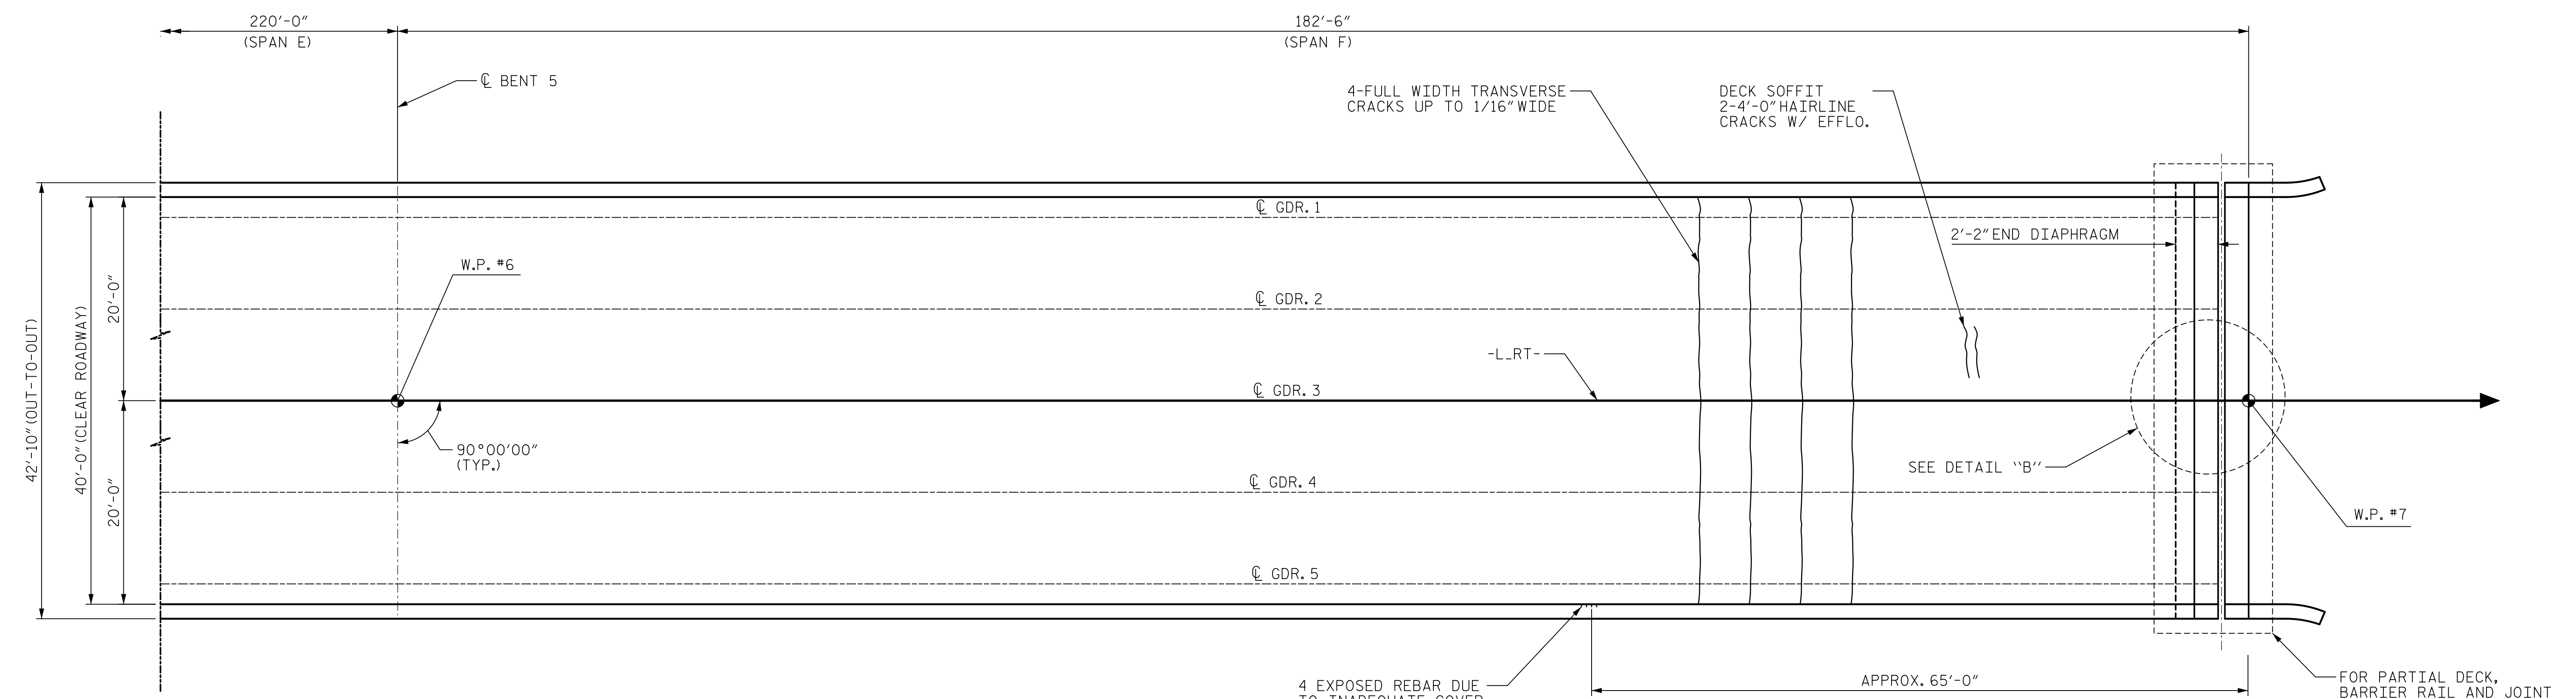 220'-0"
(SPAN E)
182'-6"
(SPAN F)
℄ BENT 5
4-FULL WIDTH TRANSVERSE
CRACKS UP TO 1/16" WIDE
DECK SOFFIT
2-4'-0" HAIRLINE
CRACKS W/ EFFLO.
℄ GDR. 1
2'-2" END DIAPHRAGM
W.P. #6
℄ GDR. 2
42'-10" (OUT-TO-OUT)
40'-0" (CLEAR ROADWAY)
20'-0"
20'-0"
-L_RT-
℄ GDR. 3
90°00'00"
(TYP.)
SEE DETAIL "B"
℄ GDR. 4
W.P. #7
℄ GDR. 5
4 EXPOSED REBAR DUE
TO INADEQUATE COVER
APPROX. 65'-0"
FOR PARTIAL DECK,
BARRIER RAIL AND JOINT